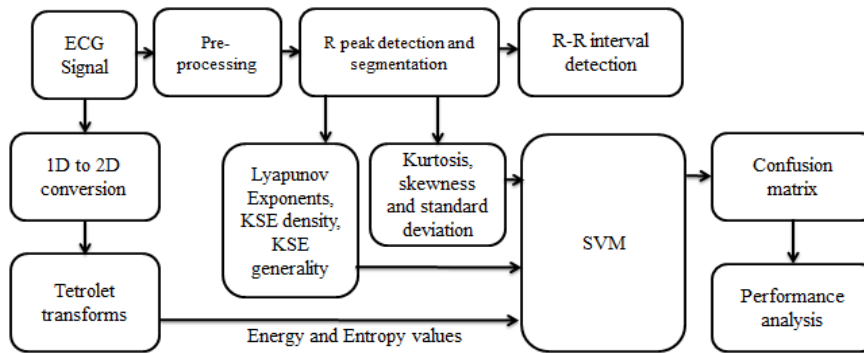 ECG
Signal
Pre-
processing
R peak detection and
segmentation
R-R interval
detection
1D to 2D
conversion
Lyapunov
Exponents,
KSE density,
KSE
generality
Kurtosis,
skewness
and standard
deviation
SVM
Confusion
matrix
Tetrolet
transforms
Energy and Entropy values
Performance
analysis